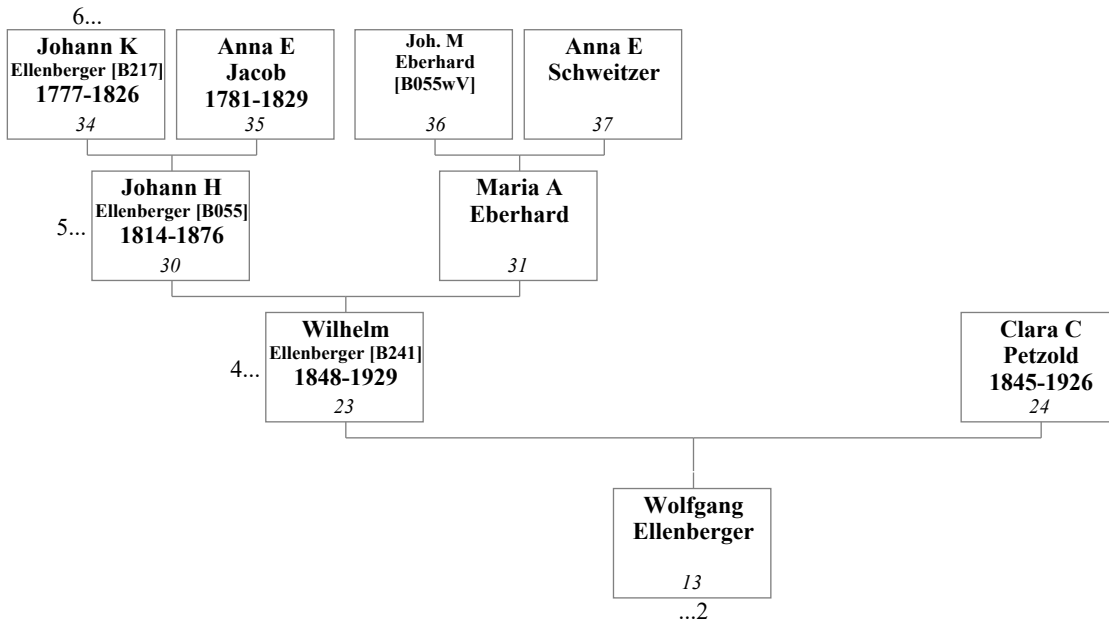 6...
Johann K
Ellenberger [B217]
1777-1826
34
Anna E
Jacob
1781-1829
35
Joh. M
Eberhard
[B055wV]
36
Anna E
Schweitzer
37
5...
Johann H
Ellenberger [B055]
1814-1876
30
Maria A
Eberhard
31
4...
Wilhelm
Ellenberger [B241]
1848-1929
23
Clara C
Petzold
1845-1926
24
Wolfgang
Ellenberger
13
...2